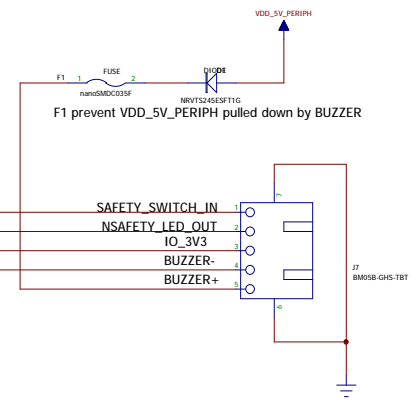 VDD_5V_PERIPH
FUSE
F1 1 2
nanoSMDC035F
DIODE
NRVTS245ESFT1G
F1 prevent VDD_5V_PERIPH pulled down by BUZZER
7
SAFETY_SWITCH_IN 1
NSAFETY_LED_OUT 2
IO_3V3 3
BUZZER- 4
BUZZER+ 5
J7
BM05B-GHS-TBT
6